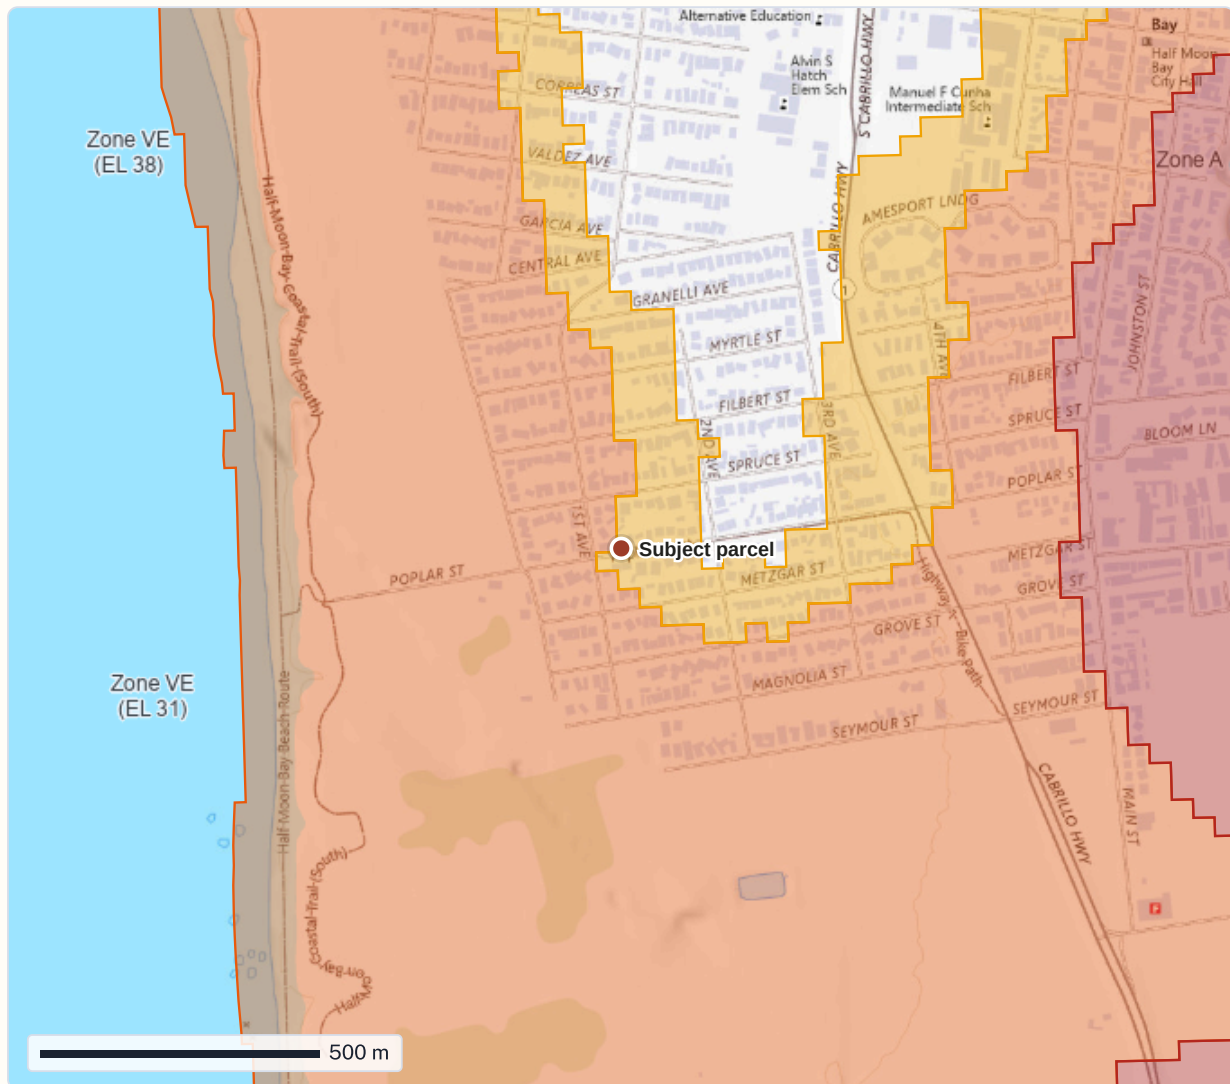 Alternative Education
Bay
Half Moon
Bay
City Hall
Alvin S
Hatch
Elem Sch
Manuel F Cunha
Intermediate Sch
S CABRILLO HWY
CORREAS ST
Zone VE
(EL 38)
VALDEZ AVE
Zone A
Half-Moon-Bay-Coastal-Trail-(South)
AMESPORT LNDG
GARCIA AVE
CENTRAL AVE
CABRILLO HWY
GRANELLI AVE
1
JOHNSTON ST
MYRTLE ST
4TH AVE
FILBERT ST
FILBERT ST
SPRUCE ST
2ND AVE
3RD AVE
BLOOM LN
SPRUCE ST
POPLAR ST
1ST AVE
Subject parcel
METZGAR ST
POPLAR ST
METZGAR ST
GROVE ST
Highway 1 Bike Path
GROVE ST
MAGNOLIA ST
Zone VE
(EL 31)
SEYMOUR ST
SEYMOUR ST
Half Moon Bay Beach Route
CABRILLO HWY
MAIN ST
Coastal-Trail-(South)
500 m